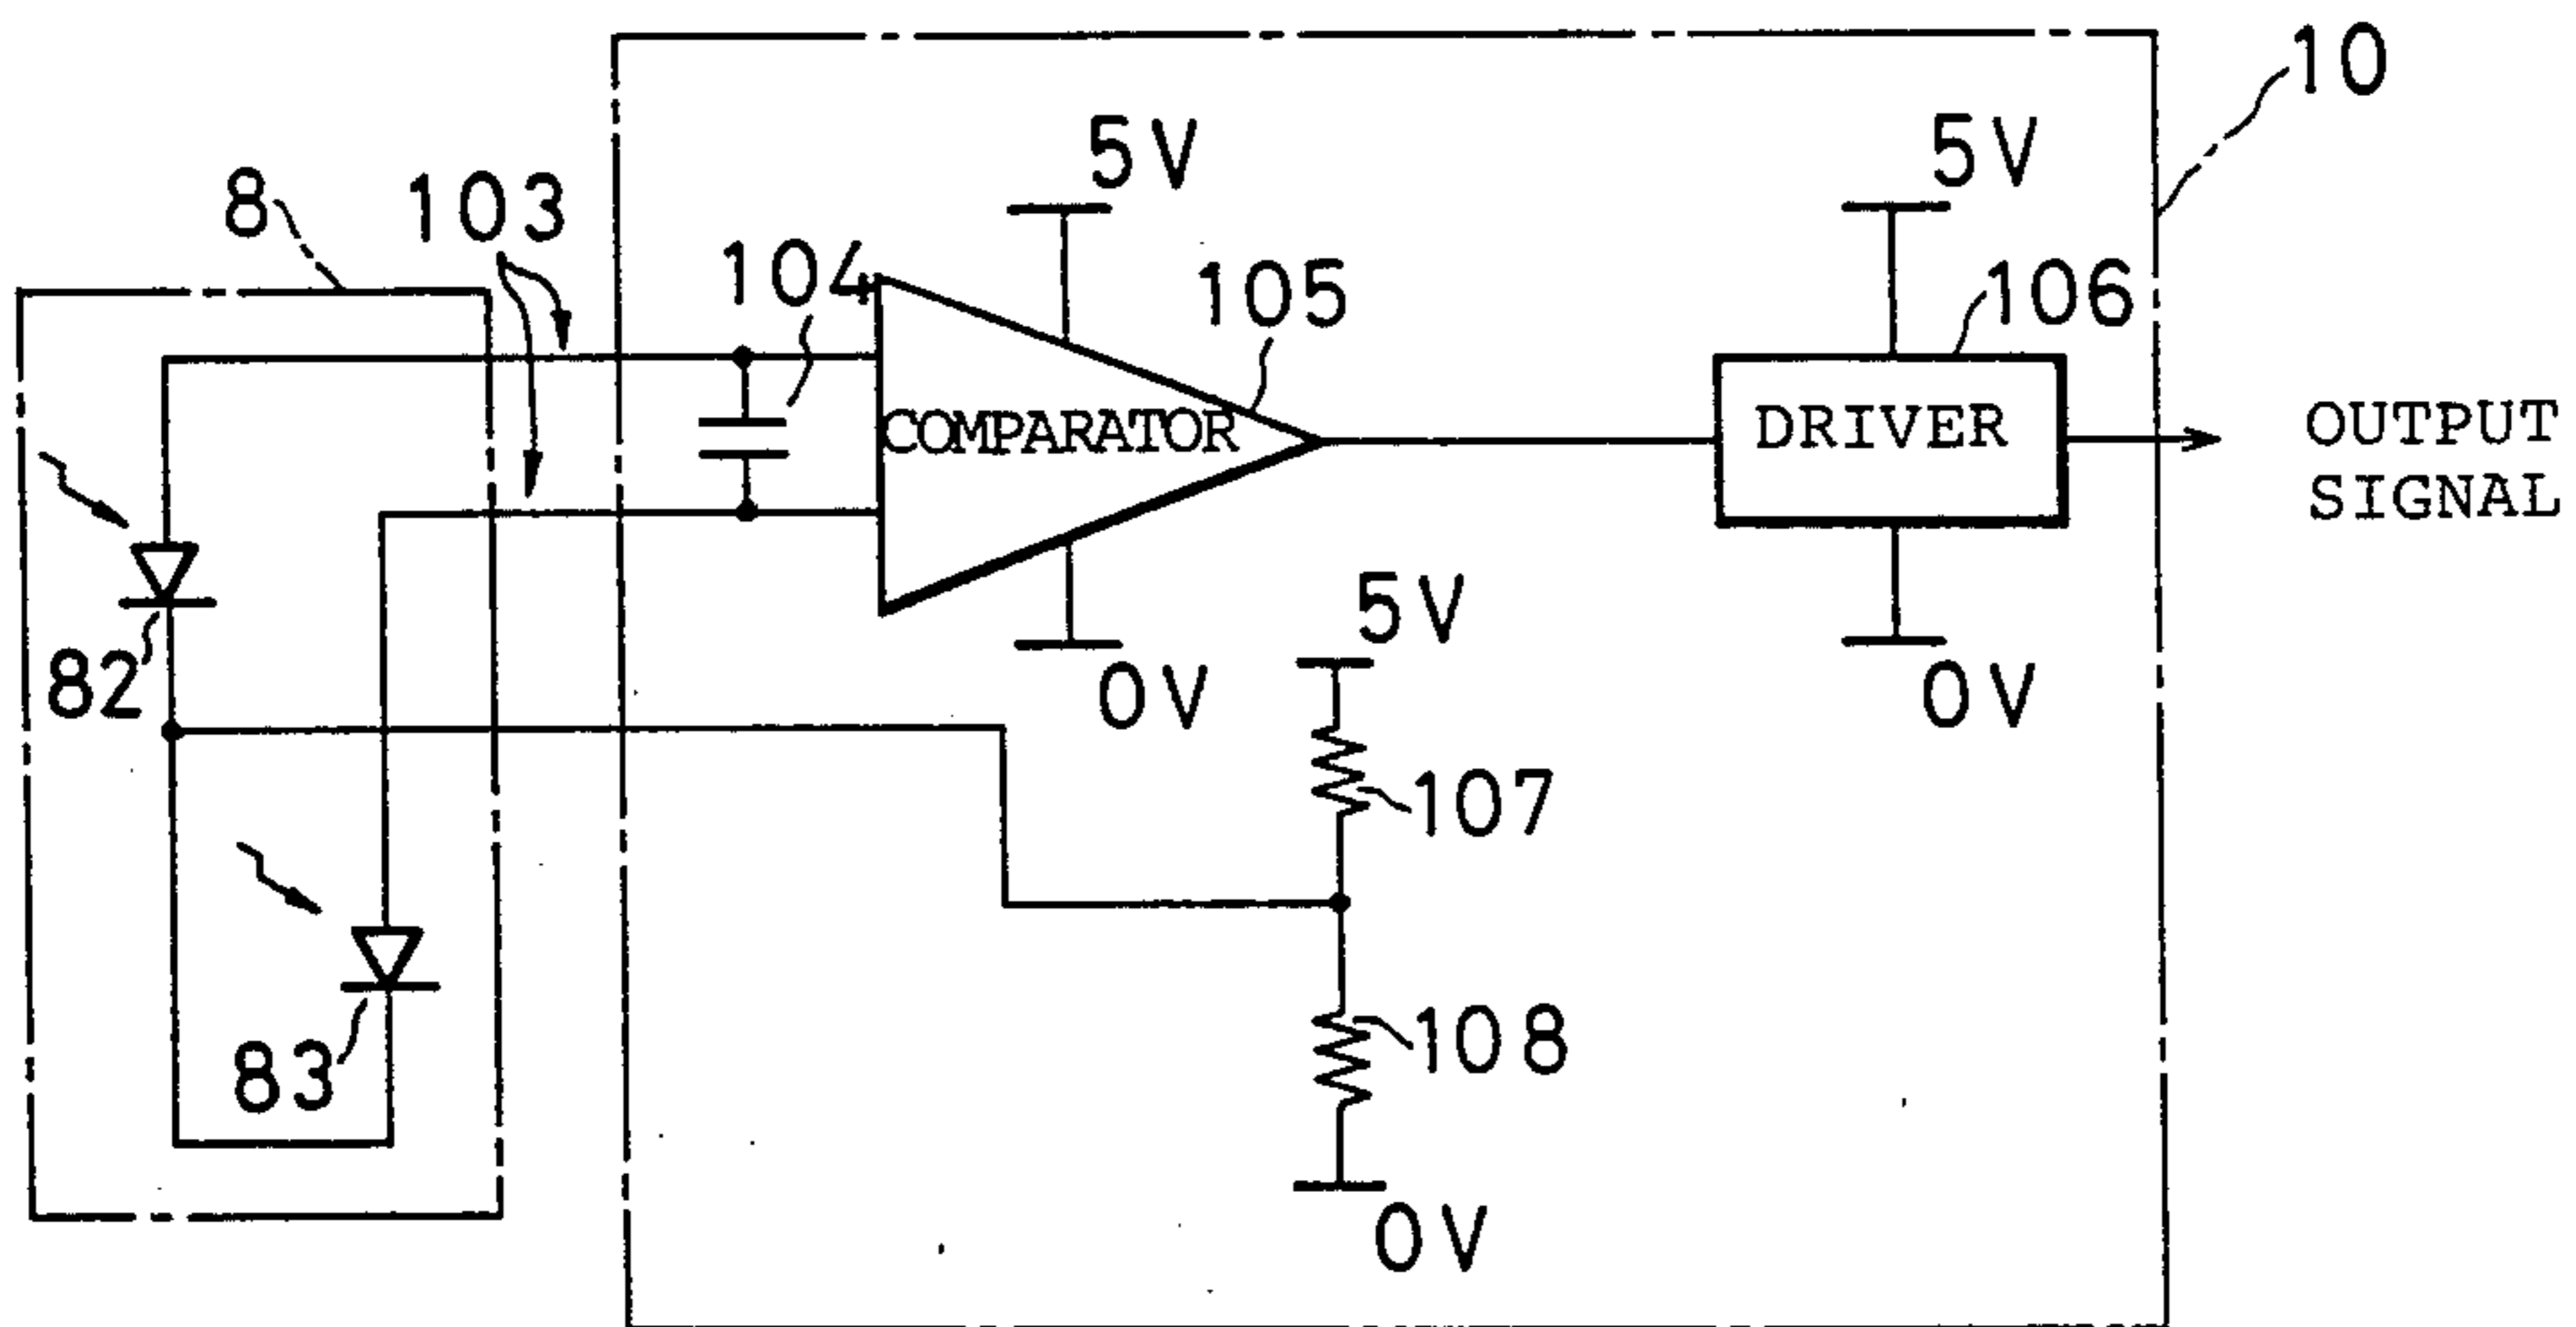 10
5V
5V
8
103
104
105
106
COMPARATOR
DRIVER
OUTPUT
SIGNAL
82
0V
5V
0V
107
83
108
0V